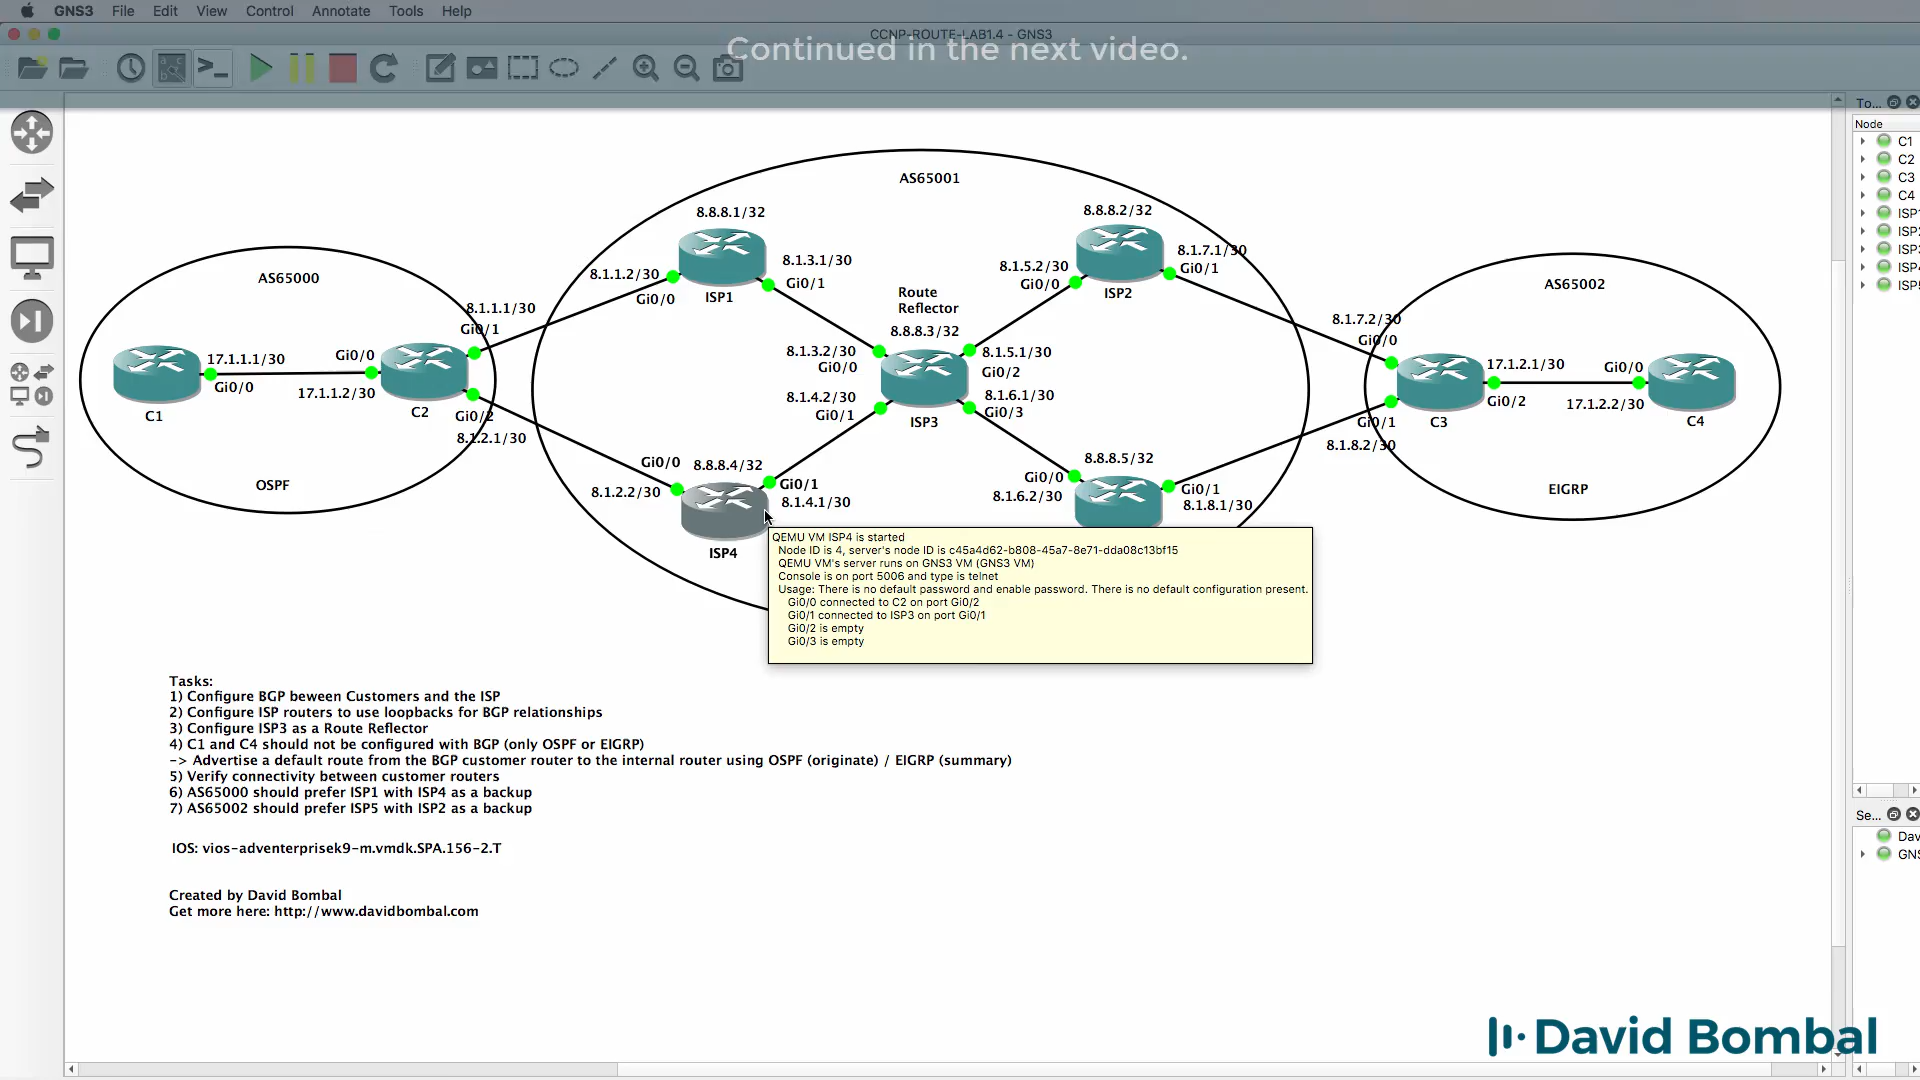 GNS3 File Edit View Control Annotate Tools Help
CCNP-ROUTE-LAB1.4 - GNS3
Continued in the next video.
To...
Node
C1
C2
C3
C4
ISP1
ISP2
ISP3
ISP4
ISP5
AS65001
8.8.8.1/32
8.1.1.2/30
Gi0/0
ISP1
8.1.3.1/30
Gi0/1
8.8.8.2/32
8.1.5.2/30
Gi0/0
ISP2
8.1.7.1/30
Gi0/1
AS65000
8.1.1.1/30
Gi0/1
17.1.1.1/30
Gi0/0
C1
Gi0/0
17.1.1.2/30
C2
Gi0/2
8.1.2.1/30
OSPF
Route
Reflector
8.8.8.3/32
8.1.3.2/30
Gi0/0
8.1.5.1/30
Gi0/2
8.1.4.2/30
Gi0/1
8.1.6.1/30
Gi0/3
ISP3
AS65002
8.1.7.2/30
Gi0/0
17.1.2.1/30
Gi0/2
Gi0/0
17.1.2.2/30
Gi0/1
8.1.8.2/30
C3
C4
EIGRP
Gi0/0
8.8.8.4/32
8.1.2.2/30
Gi0/1
8.1.4.1/30
ISP4
8.8.8.5/32
Gi0/0
8.1.6.2/30
Gi0/1
8.1.8.1/30
QEMU VM ISP4 is started
Node ID is 4, server's node ID is c45a4d62-b808-45a7-8e71-dda08c13bf15
QEMU VM's server runs on GNS3 VM (GNS3 VM)
Console is on port 5006 and type is telnet
Usage: There is no default password and enable password. There is no default configuration present.
Gi0/0 connected to C2 on port Gi0/2
Gi0/1 connected to ISP3 on port Gi0/1
Gi0/2 is empty
Gi0/3 is empty
Tasks:
1) Configure BGP beween Customers and the ISP
2) Configure ISP routers to use loopbacks for BGP relationships
3) Configure ISP3 as a Route Reflector
4) C1 and C4 should not be configured with BGP (only OSPF or EIGRP)
-> Advertise a default route from the BGP customer router to the internal router using OSPF (originate) / EIGRP (summary)
5) Verify connectivity between customer routers
6) AS65000 should prefer ISP1 with ISP4 as a backup
7) AS65002 should prefer ISP5 with ISP2 as a backup
IOS: vios-adventerprisek9-m.vmdk.SPA.156-2.T
Created by David Bombal
Get more here: http://www.davidbombal.com
Se...
Dav
GNS
David Bombal